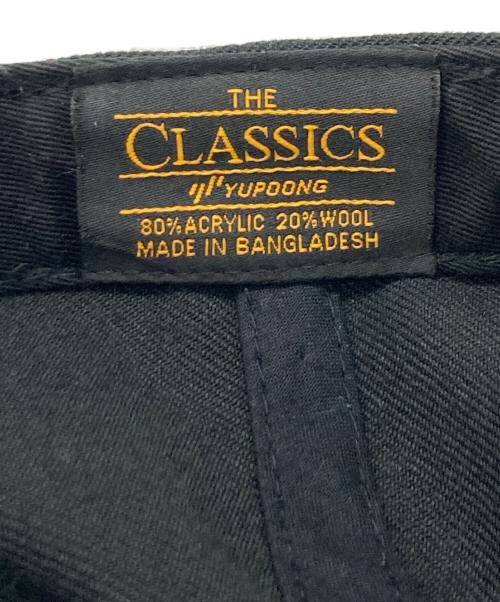 THE
CLASSICS
YUPOONG
80% ACRYLIC 20% WOOL
MADE IN BANGLADESH